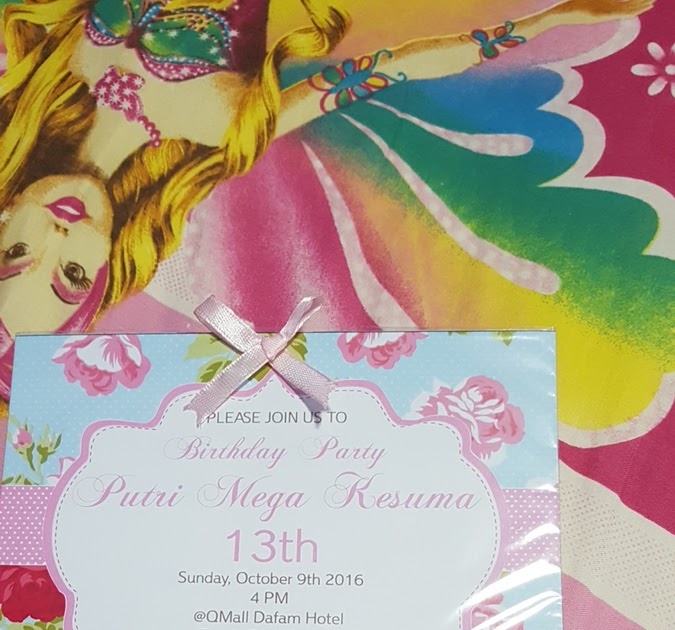 PLEASE JOIN US TO
Birthday Party
Putri Mega Kesuma
13th
Sunday, October 9th 2016
4 PM
@QMall Dafam Hotel